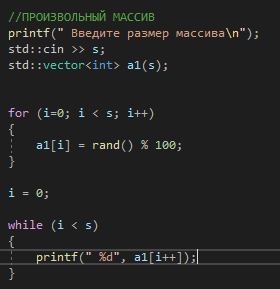 //ПРОИЗВОЛЬНЫЙ МАССИВ
printf(" Введите размер массива\n");
std::cin >> s;
std::vector<int> a1(s);
for (i=0; i < s; i++)
{
a1[i] = rand() % 100;
}
i = 0;
while (i < s)
{
printf(" %d", a1[i++]);
}